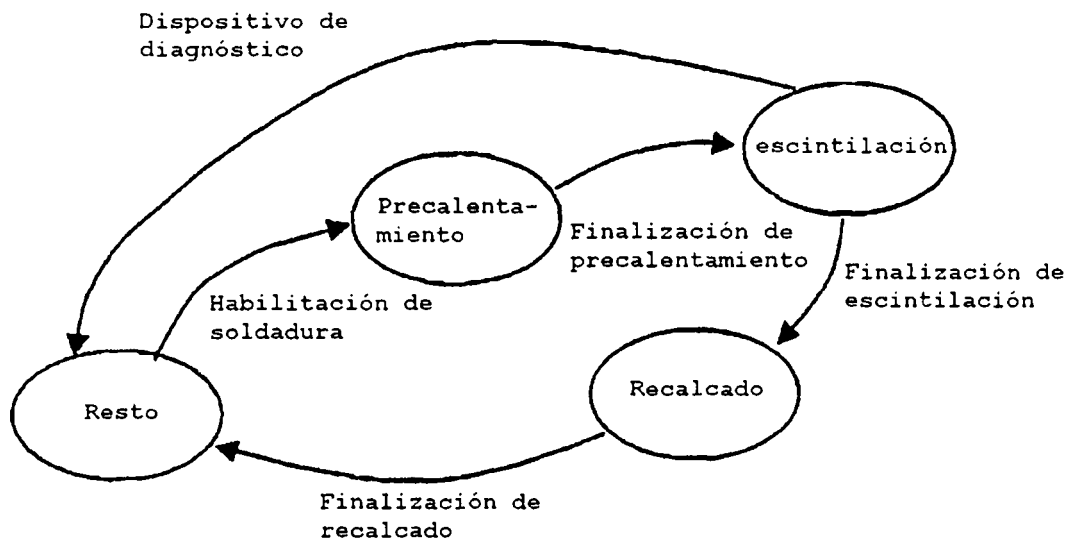 Dispositivo de
diagnóstico
escintilación
Precalenta-
miento
Finalización de
precalentamiento
Finalización de
escintilación
Habilitación de
soldadura
Recalcado
Resto
Finalización de
recalcado